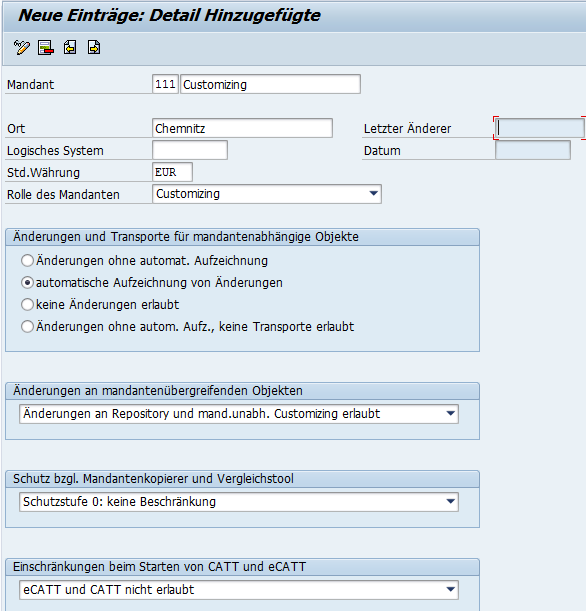 Neue Einträge: Detail Hinzugefügte
Mandant 111 Customizing
Ort Chemnitz Letzter Änderer
Logisches System Datum
Std.Währung EUR
Rolle des Mandanten Customizing
Änderungen und Transporte für mandantenabhängige Objekte
Änderungen ohne automat. Aufzeichnung
automatische Aufzeichnung von Änderungen
keine Änderungen erlaubt
Änderungen ohne autom. Aufz., keine Transporte erlaubt
Änderungen an mandantenübergreifenden Objekten
Änderungen an Repository und mand.unabh. Customizing erlaubt
Schutz bzgl. Mandantenkopierer und Vergleichstool
Schutzstufe 0: keine Beschränkung
Einschränkungen beim Starten von CATT und eCATT
eCATT und CATT nicht erlaubt